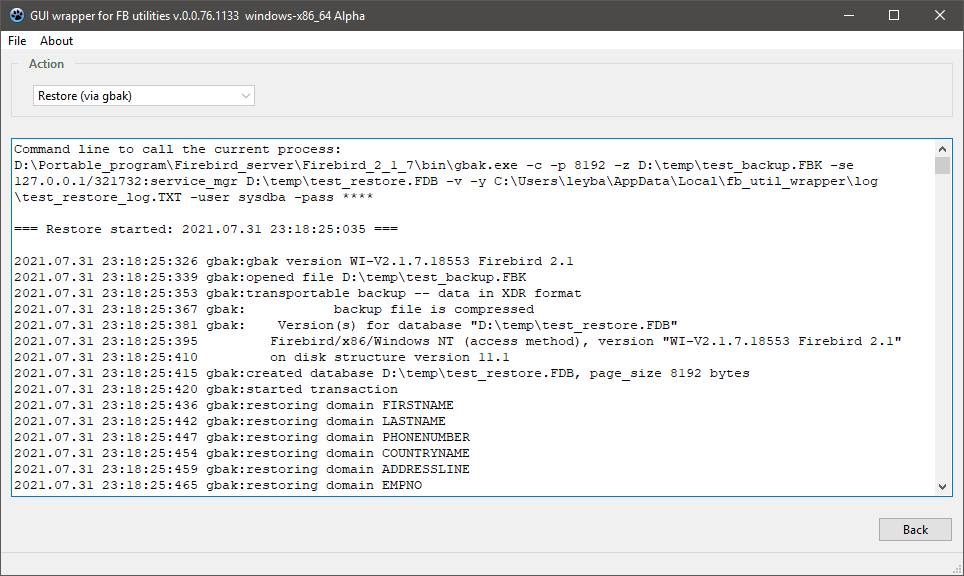 GUI wrapper for FB utilities v.0.0.76.1133 windows-x86_64 Alpha
File About
Action
Restore (via gbak)
Command line to call the current process:
D:\Portable_program\Firebird_server\Firebird_2_1_7\bin\gbak.exe -c -p 8192 -z D:\temp\test_backup.FBK -se
127.0.0.1/321732:service_mgr D:\temp\test_restore.FDB -v -y C:\Users\leyba\AppData\Local\fb_util_wrapper\log
\test_restore_log.TXT -user sysdba -pass ****
=== Restore started: 2021.07.31 23:18:25:035 ===
2021.07.31 23:18:25:326 gbak:gbak version WI-V2.1.7.18553 Firebird 2.1
2021.07.31 23:18:25:339 gbak:opened file D:\temp\test_backup.FBK
2021.07.31 23:18:25:353 gbak:transportable backup -- data in XDR format
2021.07.31 23:18:25:367 gbak: backup file is compressed
2021.07.31 23:18:25:381 gbak: Version(s) for database "D:\temp\test_restore.FDB"
2021.07.31 23:18:25:395 Firebird/x86/Windows NT (access method), version "WI-V2.1.7.18553 Firebird 2.1"
2021.07.31 23:18:25:410 on disk structure version 11.1
2021.07.31 23:18:25:415 gbak:created database D:\temp\test_restore.FDB, page_size 8192 bytes
2021.07.31 23:18:25:420 gbak:started transaction
2021.07.31 23:18:25:436 gbak:restoring domain FIRSTNAME
2021.07.31 23:18:25:442 gbak:restoring domain LASTNAME
2021.07.31 23:18:25:447 gbak:restoring domain PHONENUMBER
2021.07.31 23:18:25:454 gbak:restoring domain COUNTRYNAME
2021.07.31 23:18:25:459 gbak:restoring domain ADDRESSLINE
2021.07.31 23:18:25:465 gbak:restoring domain EMPNO
Back